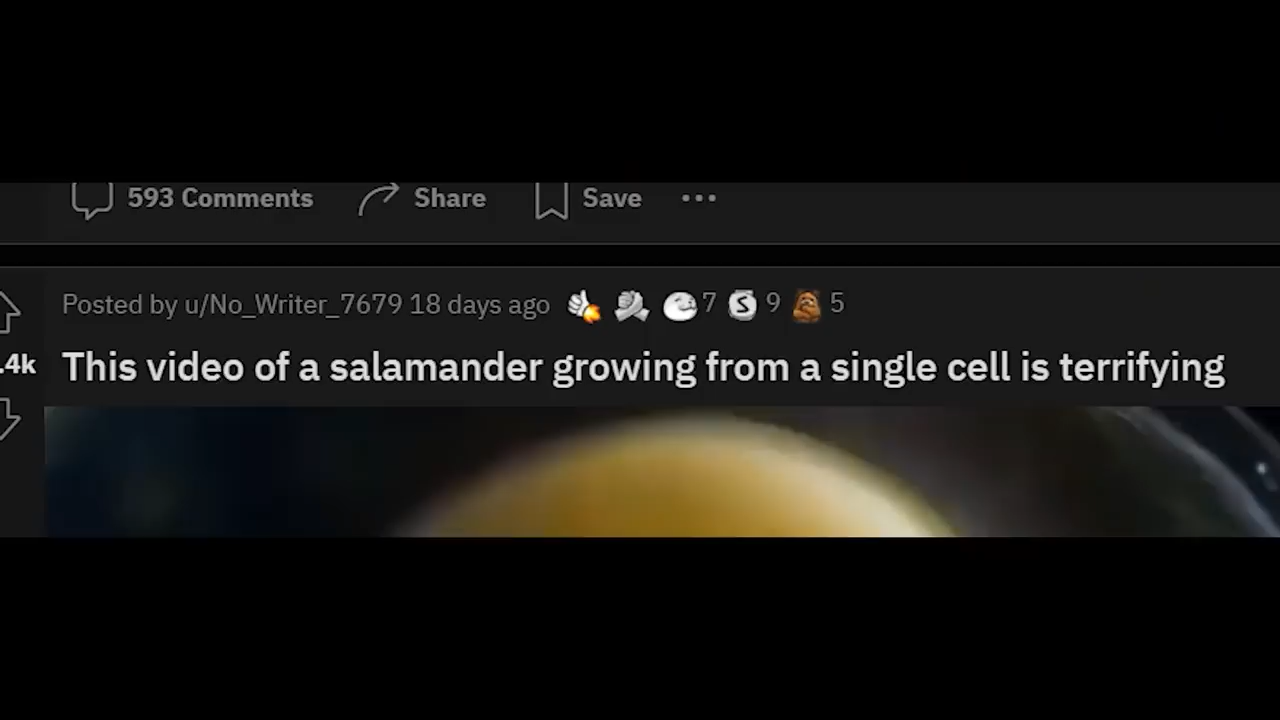 593 Comments Share Save
Posted by u/No_Writer_7679 18 days ago 7 S 9 5
.4k This video of a salamander growing from a single cell is terrifying